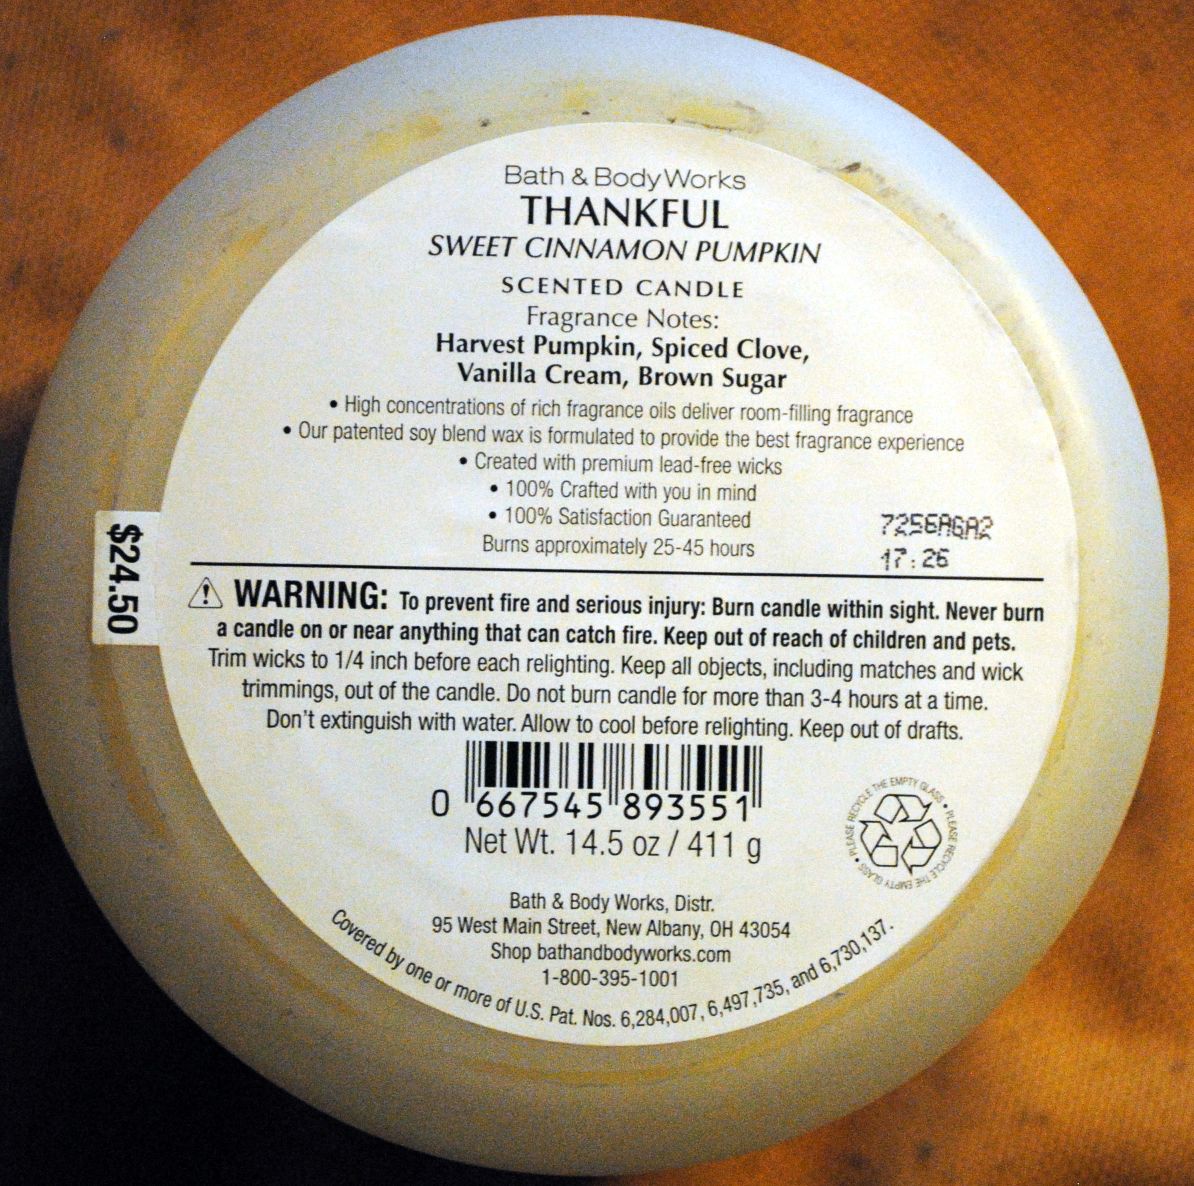 Bath & Body Works
THANKFUL
SWEET CINNAMON PUMPKIN
SCENTED CANDLE
Fragrance Notes:
Harvest Pumpkin, Spiced Clove,
Vanilla Cream, Brown Sugar
• High concentrations of rich fragrance oils deliver room-filling fragrance
• Our patented soy blend wax is formulated to provide the best fragrance experience
• Created with premium lead-free wicks
• 100% Crafted with you in mind
• 100% Satisfaction Guaranteed
Burns approximately 25-45 hours
7256AGA2
17:26
$24.50
⚠ WARNING: To prevent fire and serious injury: Burn candle within sight. Never burn
a candle on or near anything that can catch fire. Keep out of reach of children and pets.
Trim wicks to 1/4 inch before each relighting. Keep all objects, including matches and wick
trimmings, out of the candle. Do not burn candle for more than 3-4 hours at a time.
Don't extinguish with water. Allow to cool before relighting. Keep out of drafts.
0 667545 893551
Net Wt. 14.5 oz / 411 g
PLEASE RECYCLE THE EMPTY GLASS • PLEASE RECYCLE THE EMPTY GLASS •
Bath & Body Works, Distr.
95 West Main Street, New Albany, OH 43054
Shop bathandbodyworks.com
1-800-395-1001
Covered by one or more of U.S. Pat. Nos. 6,284,007, 6,497,735, and 6,730,137.